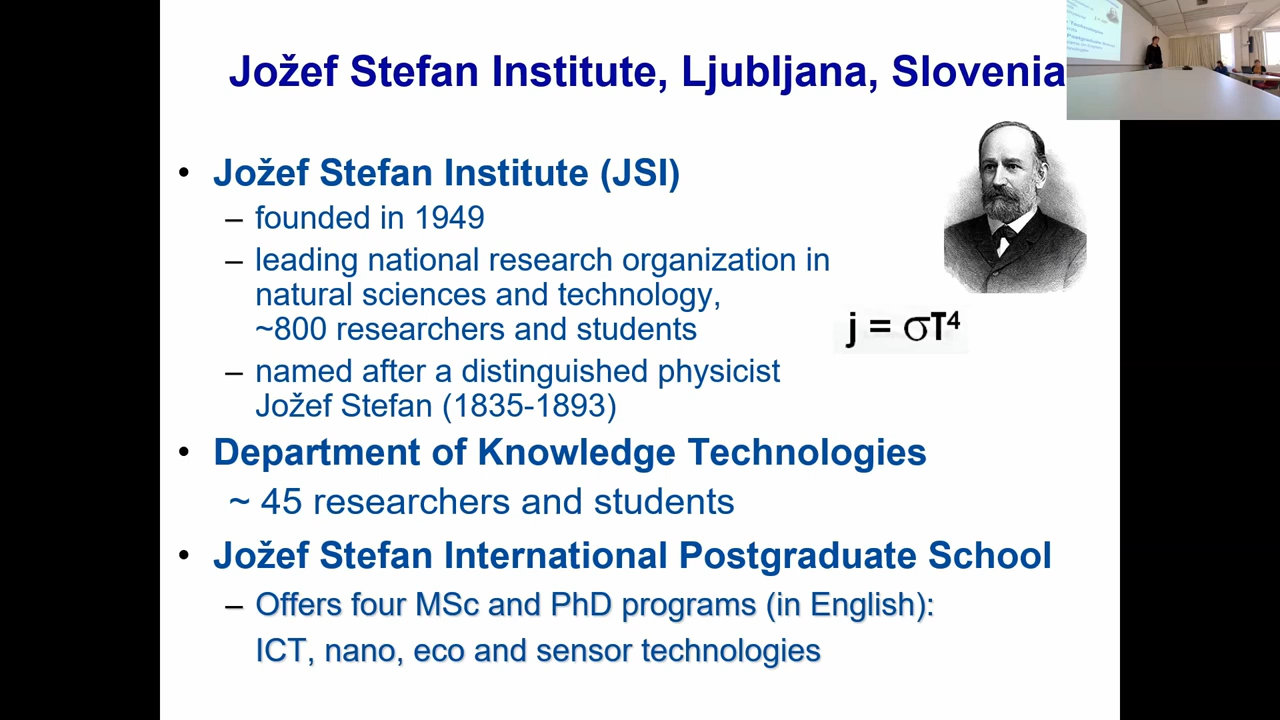 Jožef Stefan Institute, Ljubljana, Slovenia
• Jožef Stefan Institute (JSI)
– founded in 1949
– leading national research organization in
natural sciences and technology,
~800 researchers and students
j = σT⁴
– named after a distinguished physicist
Jožef Stefan (1835-1893)
• Department of Knowledge Technologies
~ 45 researchers and students
• Jožef Stefan International Postgraduate School
– Offers four MSc and PhD programs (in English):
ICT, nano, eco and sensor technologies